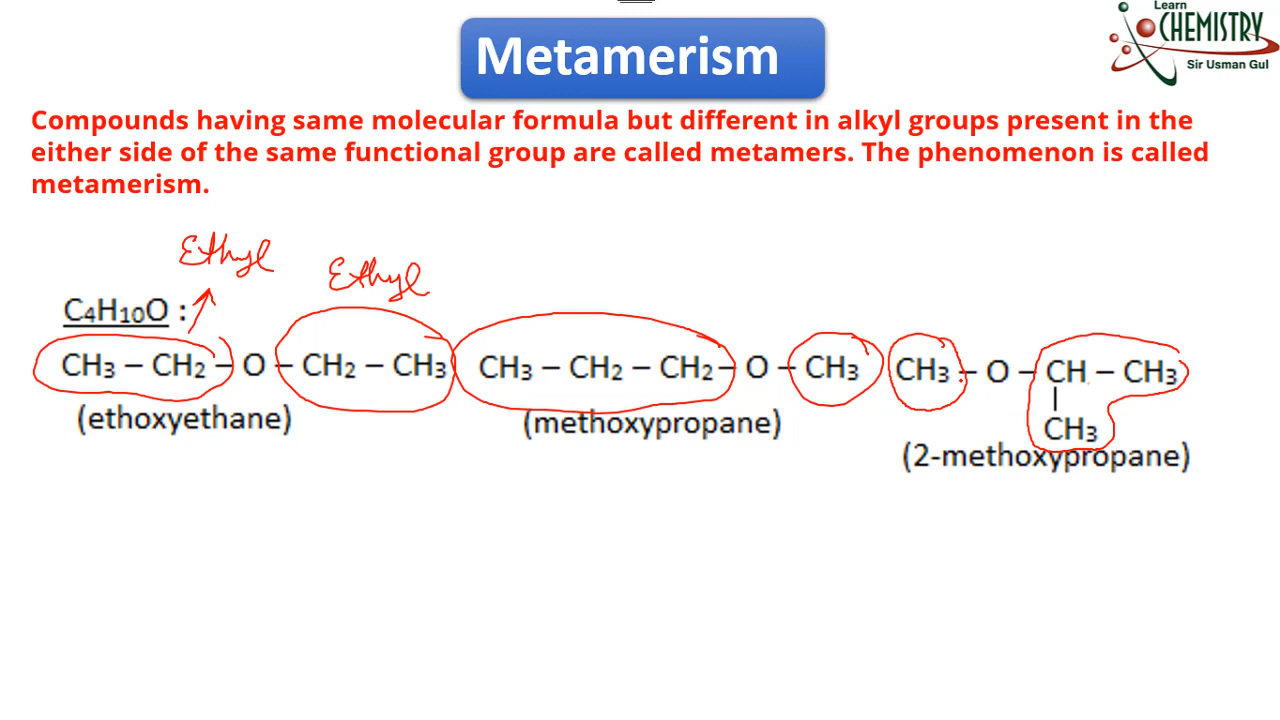 Metamerism
Learn
CHEMISTRY
Sir Usman Gul
Compounds having same molecular formula but different in alkyl groups present in the
either side of the same functional group are called metamers. The phenomenon is called
metamerism.
Ethyl
Ethyl
C₄H₁₀O :
CH₃ – CH₂ – O – CH₂ – CH₃
(ethoxyethane)
CH₃ – CH₂ – CH₂ – O – CH₃
(methoxypropane)
CH₃ – O – CH – CH₃
|
CH₃
(2-methoxypropane)